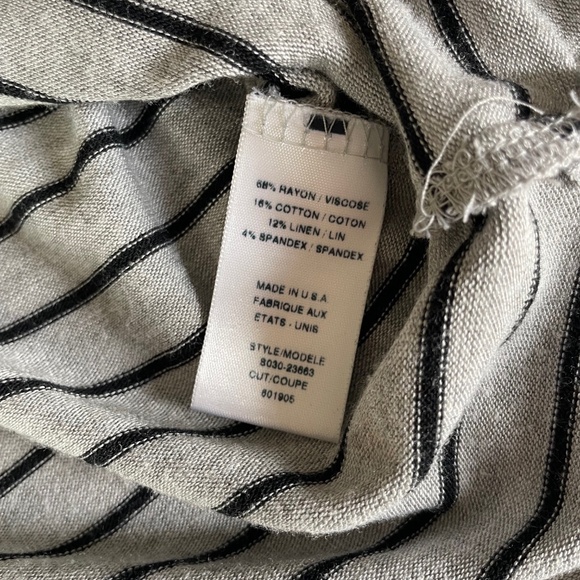 68% RAYON / VISCOSE
16% COTTON / COTON
12% LINEN / LIN
4% SPANDEX / SPANDEX
MADE IN U.S.A
FABRIQUE AUX
ETATS - UNIS
STYLE/MODELE
8030-23663
CUT/COUPE
601905